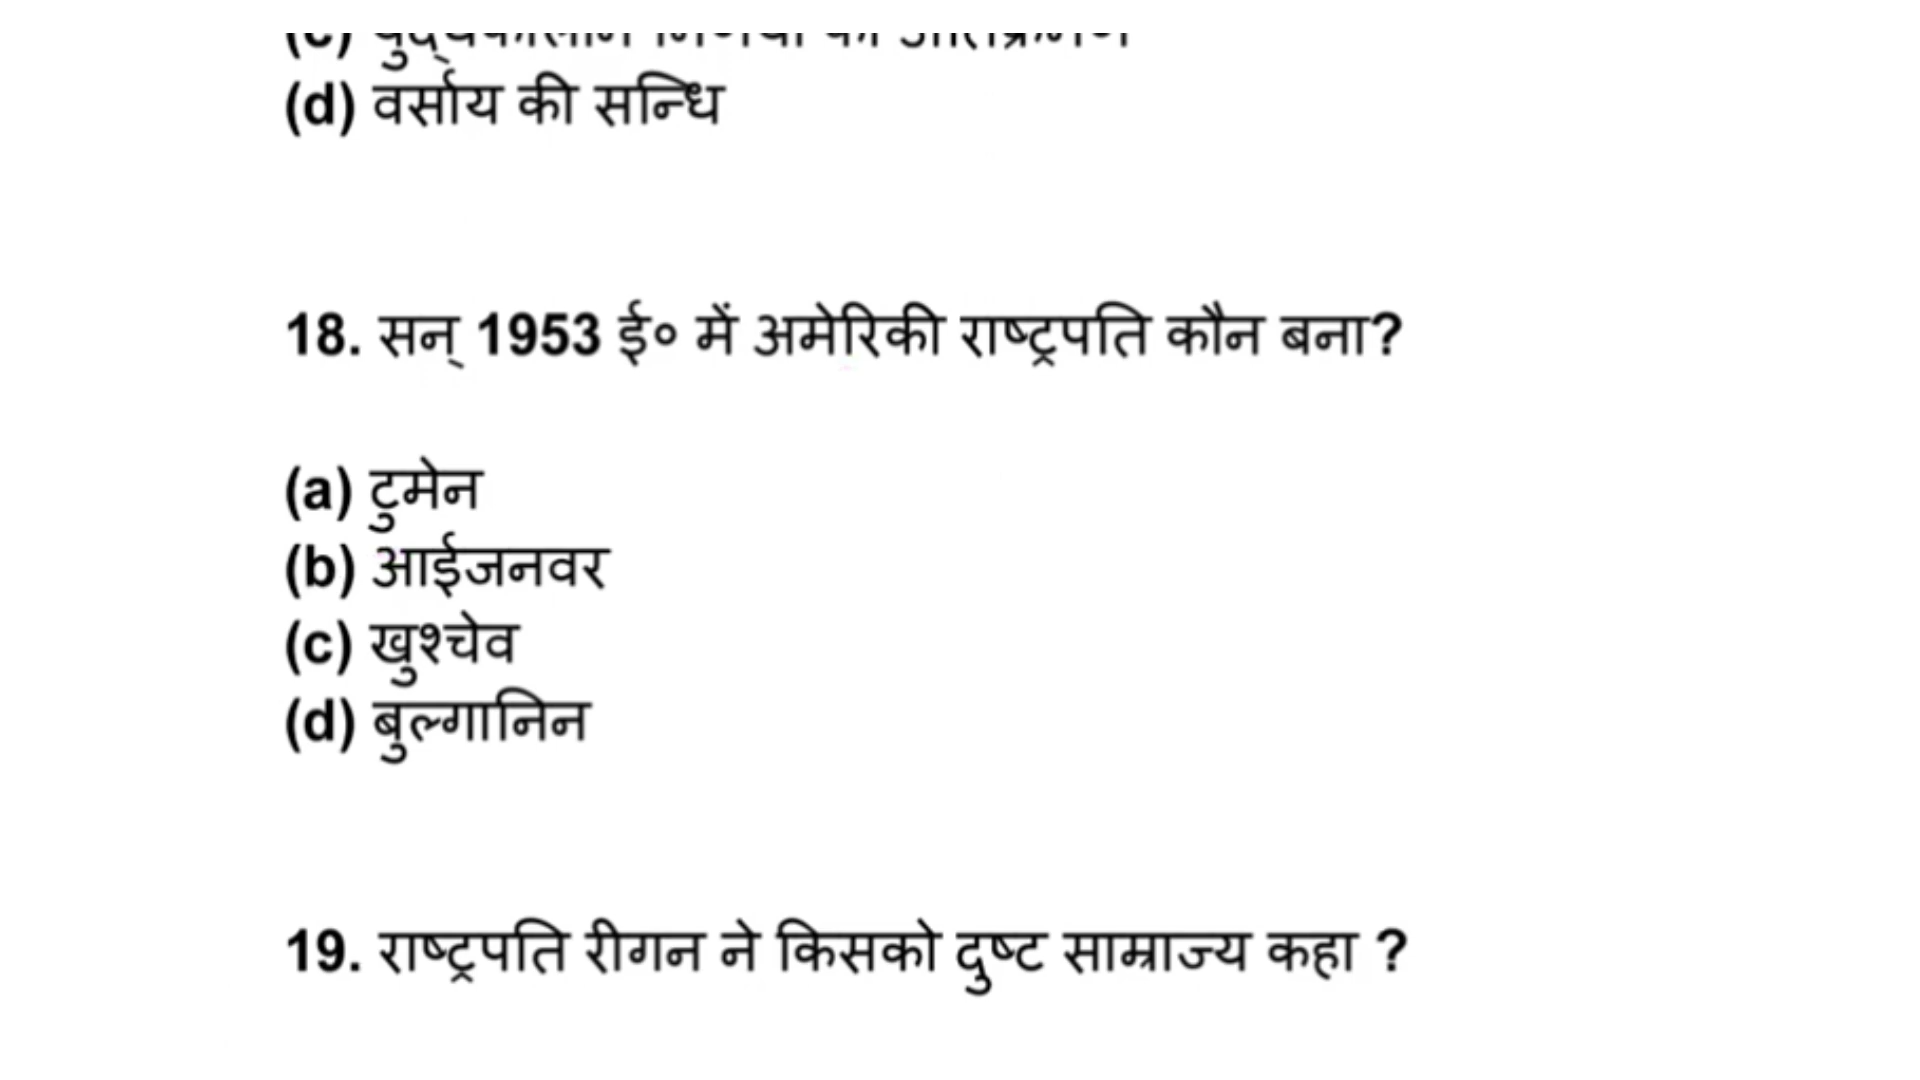 (d) वर्साय की सन्धि
18. सन् 1953 ई० में अमेरिकी राष्ट्रपति कौन बना?
(a) टुमेन
(b) आईजनवर
(c) खुश्चेव
(d) बुल्गानिन
19. राष्ट्रपति रीगन ने किसको दुष्ट साम्राज्य कहा ?